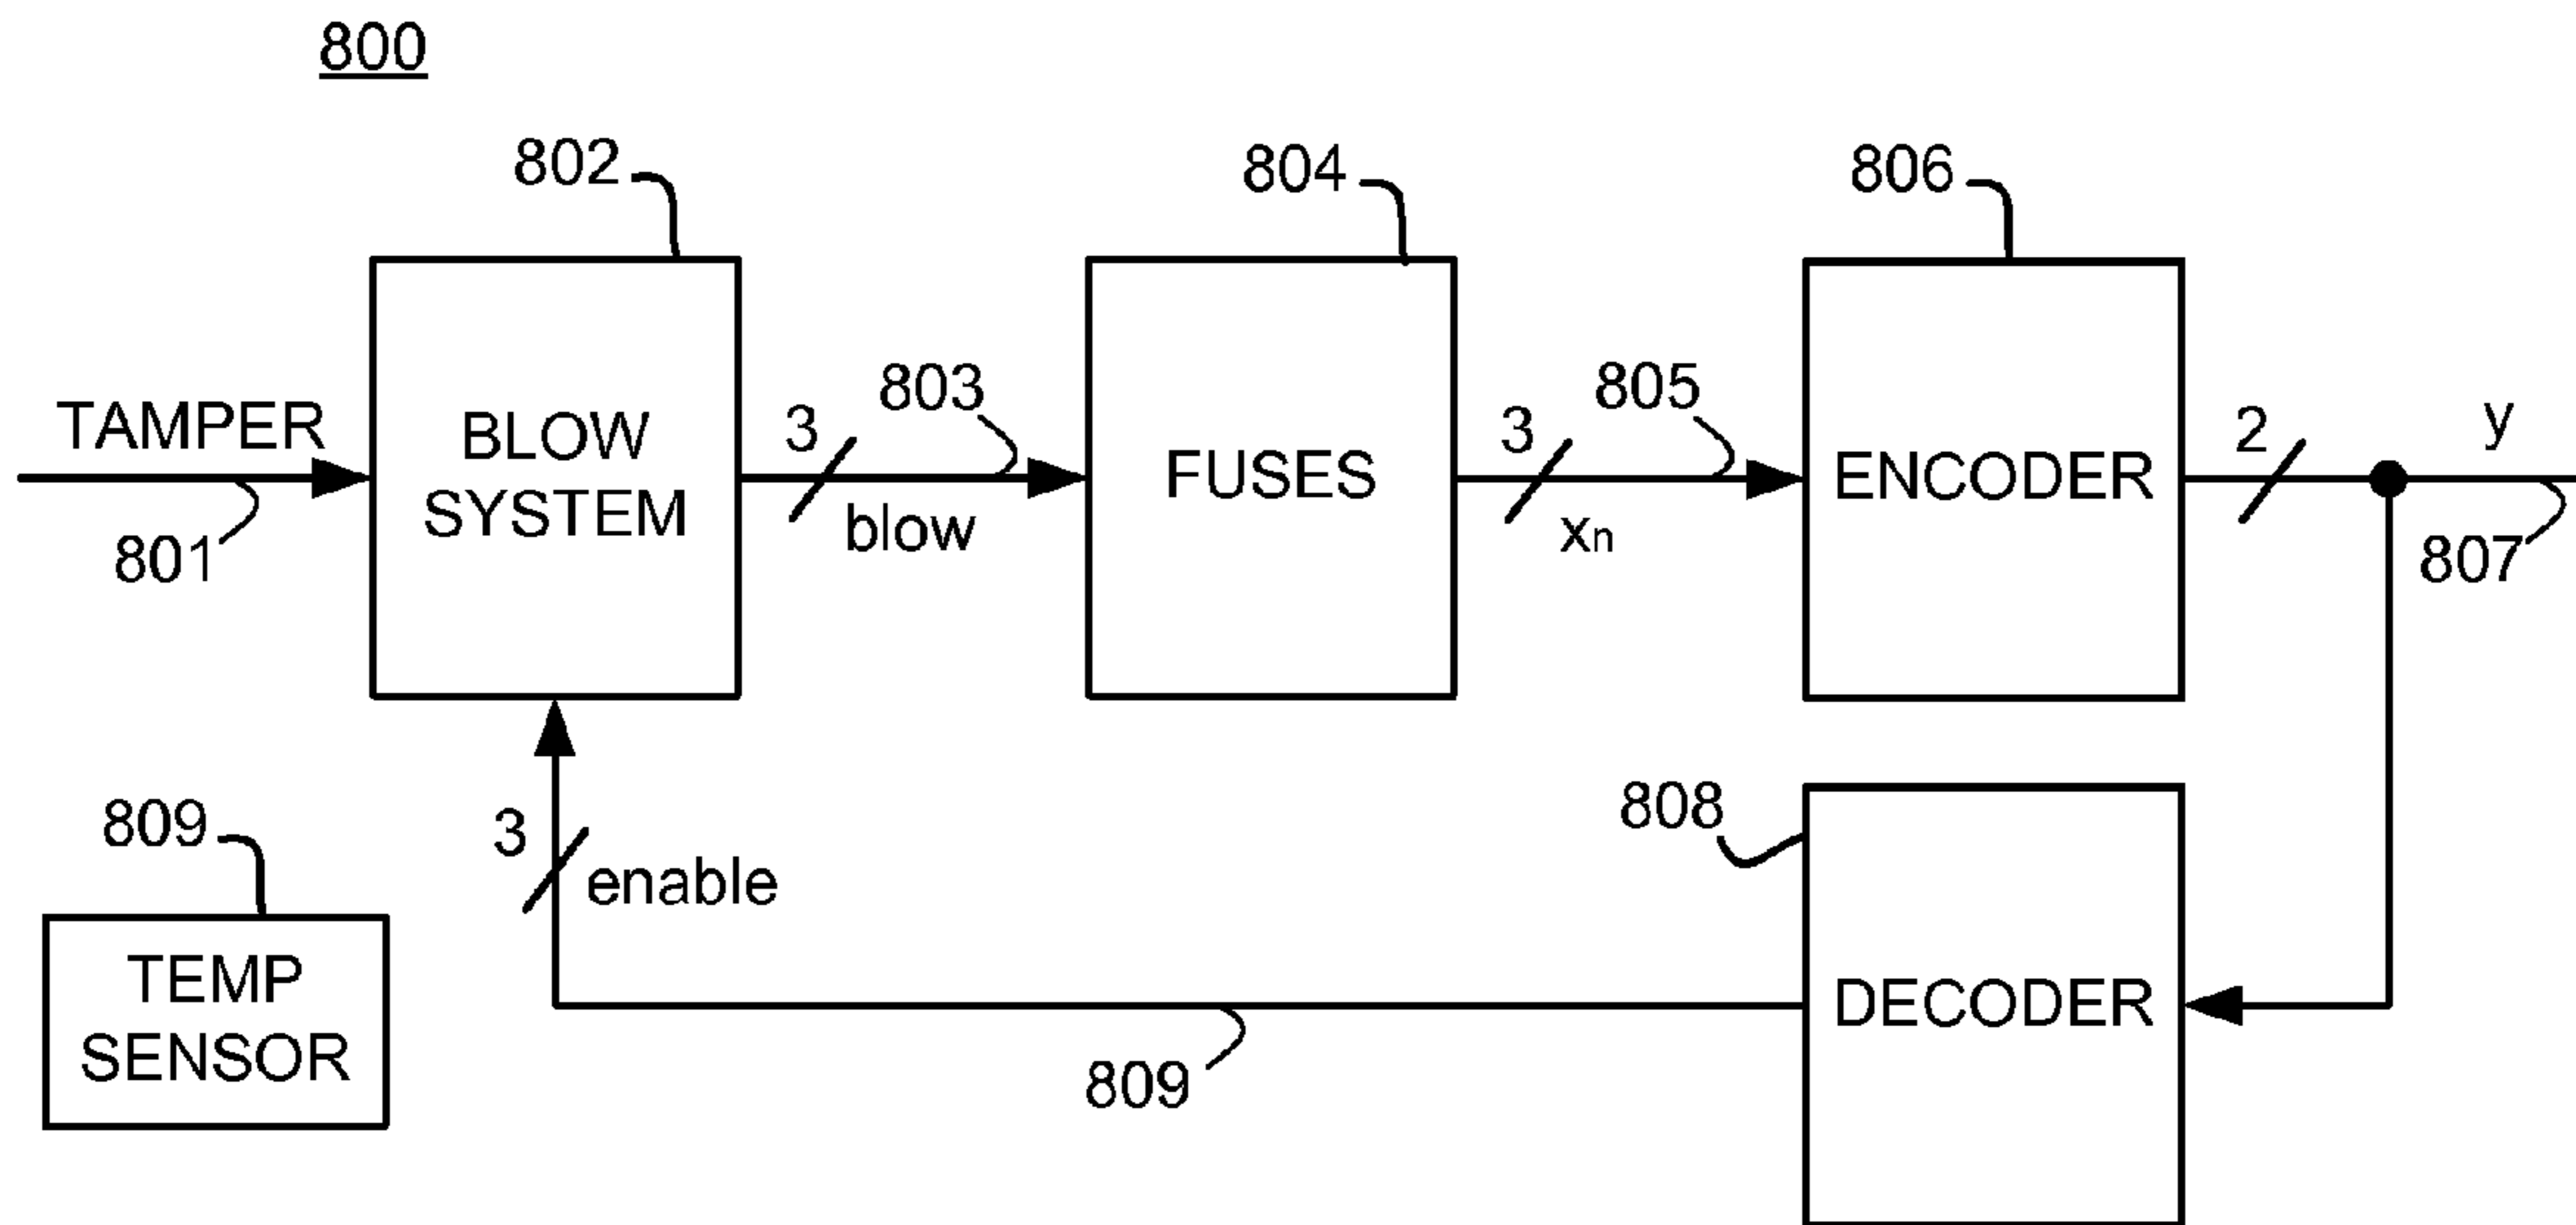 800
802
804
806
TAMPER
801
BLOW
SYSTEM
3
803
blow
FUSES
3
805
xn
ENCODER
2
y
807
809
TEMP
SENSOR
3
enable
809
808
DECODER